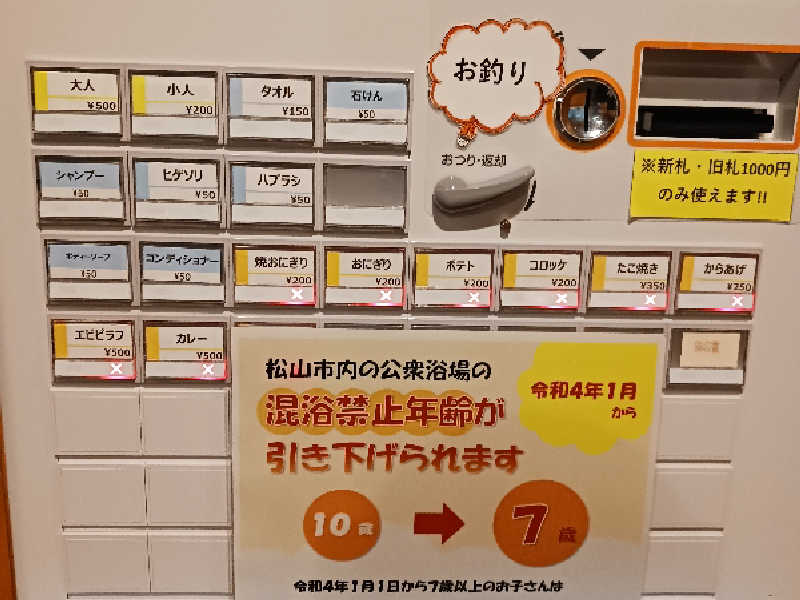 お釣り
おつり・返却
※新札・旧札1000円
のみ使えます!!
大人
¥500
小人
¥200
タオル
¥150
石けん
¥50
シャンプー
¥50
ヒゲソリ
¥50
ハブラシ
¥50
ボディーソープ
¥50
コンディショナー
¥50
焼おにぎり
¥200
おにぎり
¥200
ポテト
¥200
コロッケ
¥200
たこ焼き
¥350
からあげ
¥250
エビピラフ
¥500
カレー
¥500
松山市内の公衆浴場の
混浴禁止年齢が
引き下げられます
令和4年1月
から
10歳
7歳
令和4年1月1日から7歳以上のお子さんは